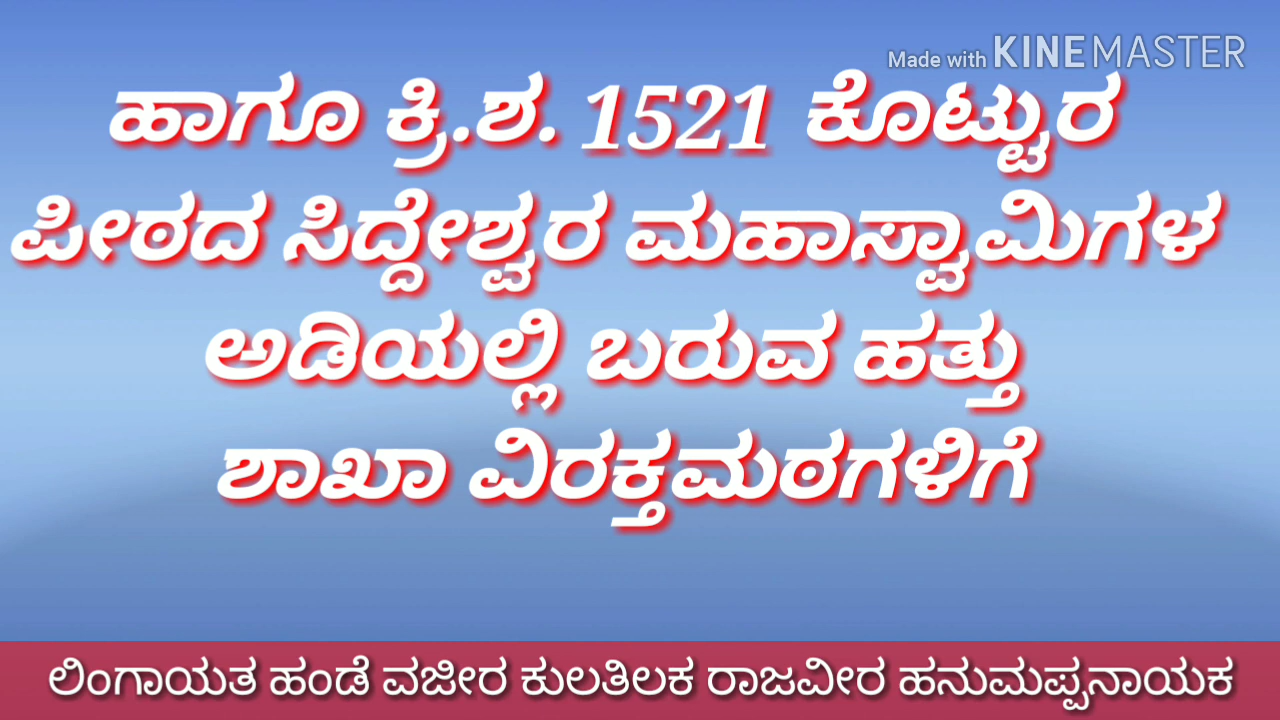 Made with KINEMASTER
ಹಾಗೂ ಕ್ರಿ.ಶ. 1521 ಕೊಟ್ಟುರ
ಪೀಠದ ಸಿದ್ದೇಶ್ವರ ಮಹಾಸ್ವಾಮಿಗಳ
ಅಡಿಯಲ್ಲಿ ಬರುವ ಹತ್ತು
ಶಾಖಾ ವಿರಕ್ತಮಠಗಳಿಗೆ
ಲಿಂಗಾಯತ ಹಂಡೆ ವಜೀರ ಕುಲತಿಲಕ ರಾಜವೀರ ಹನುಮಪ್ಪನಾಯಕ